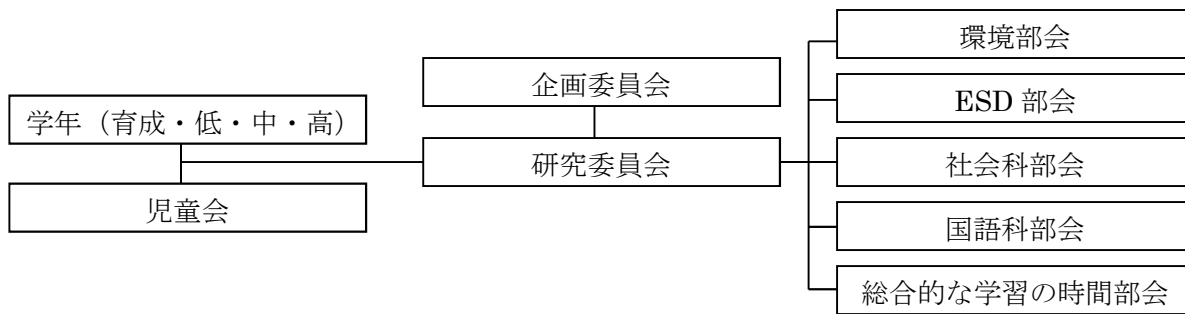 学年（育成・低・中・高）
児童会
企画委員会
研究委員会
環境部会
ESD 部会
社会科部会
国語科部会
総合的な学習の時間部会